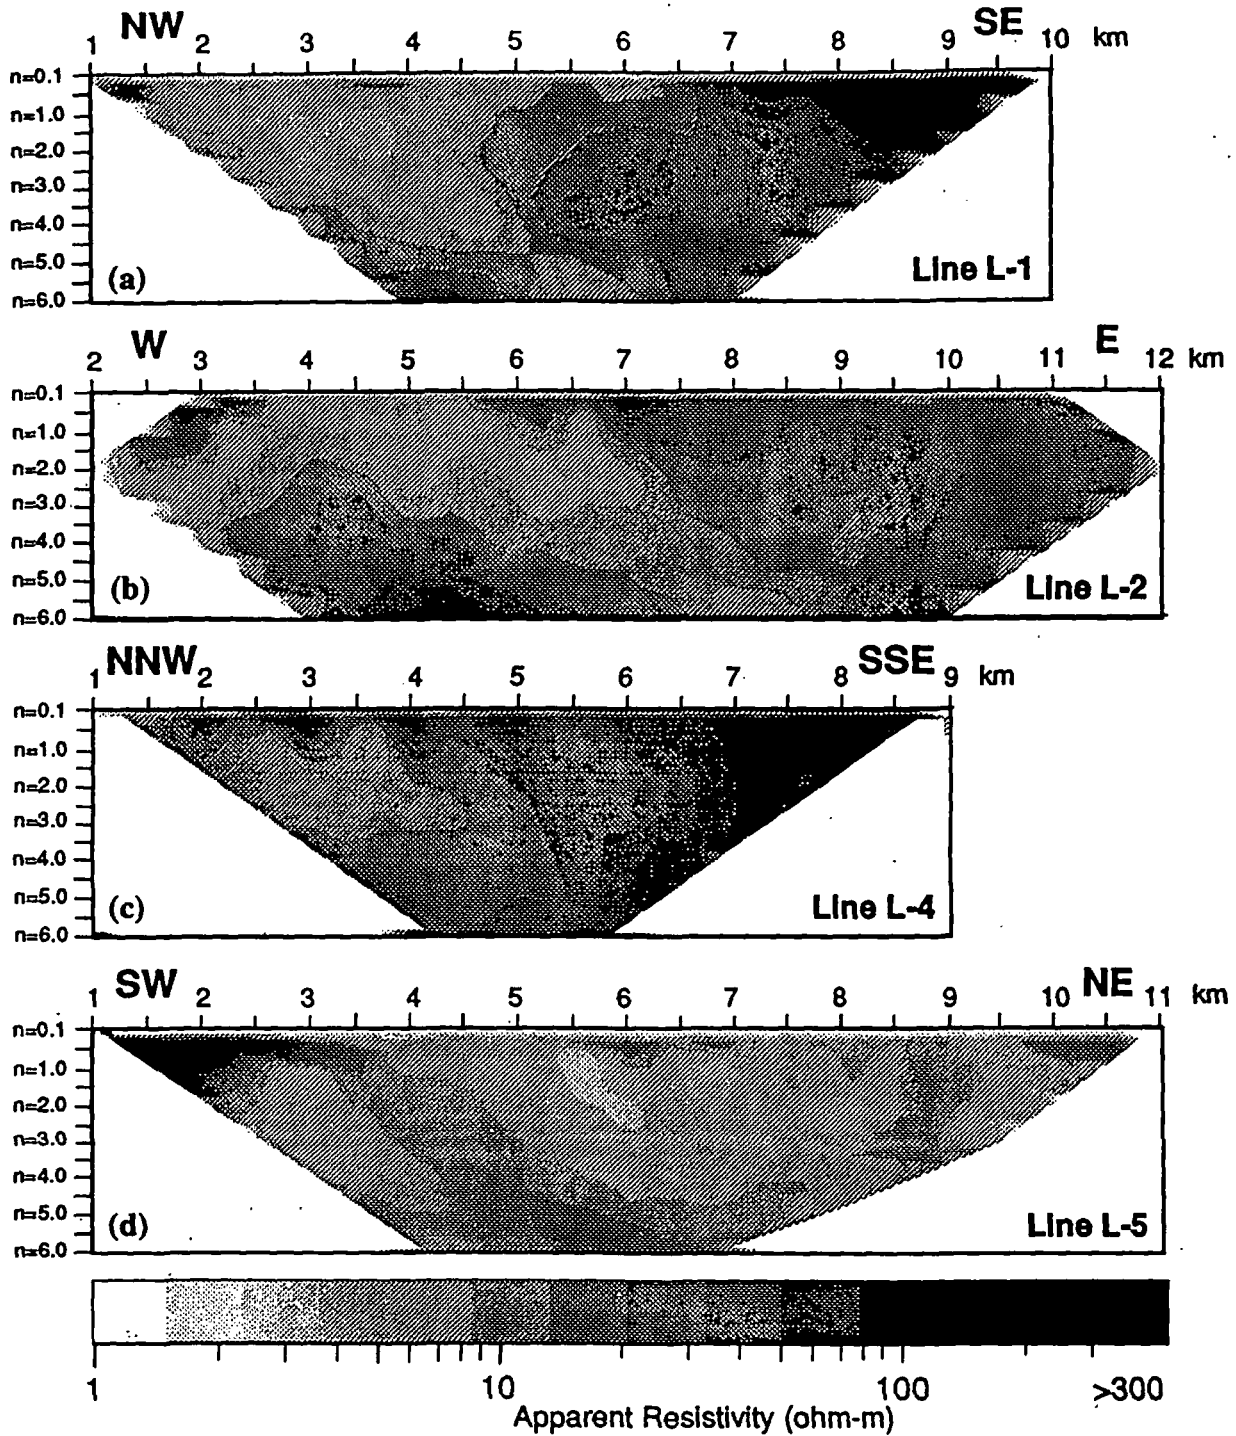 NW SE
1 2 3 4 5 6 7 8 9 10 km
n=0.1
n=1.0
n=2.0
n=3.0
n=4.0
n=5.0
n=6.0
(a) Line L-1
W E
2 3 4 5 6 7 8 9 10 11 12 km
n=0.1
n=1.0
n=2.0
n=3.0
n=4.0
n=5.0
n=6.0
(b) Line L-2
NNW SSE
1 2 3 4 5 6 7 8 9 km
n=0.1
n=1.0
n=2.0
n=3.0
n=4.0
n=5.0
n=6.0
(c) Line L-4
SW NE
1 2 3 4 5 6 7 8 9 10 11 km
n=0.1
n=1.0
n=2.0
n=3.0
n=4.0
n=5.0
n=6.0
(d) Line L-5
1 10 100 >300
Apparent Resistivity (ohm-m)